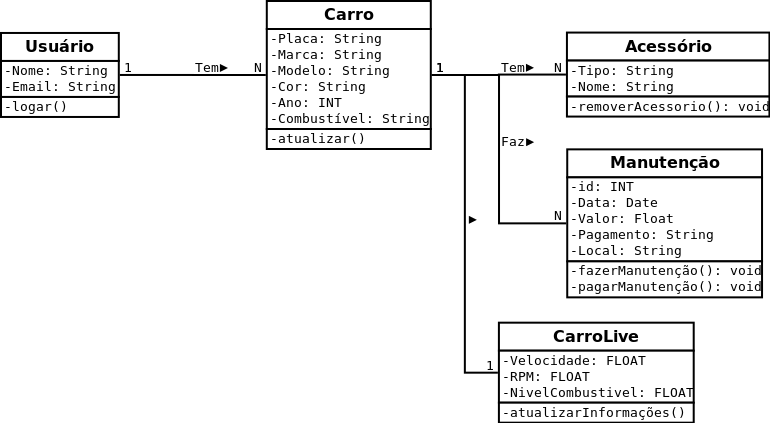 Usuário
-Nome: String
-Email: String
-logar()
1
Tem▶
N
Carro
-Placa: String
-Marca: String
-Modelo: String
-Cor: String
-Ano: INT
-Combustível: String
-atualizar()
1
Tem▶
N
Faz▶
N
▶
1
Acessório
-Tipo: String
-Nome: String
-removerAcessorio(): void
Manutenção
-id: INT
-Data: Date
-Valor: Float
-Pagamento: String
-Local: String
-fazerManutenção(): void
-pagarManutenção(): void
CarroLive
-Velocidade: FLOAT
-RPM: FLOAT
-NivelCombustivel: FLOAT
-atualizarInformações()